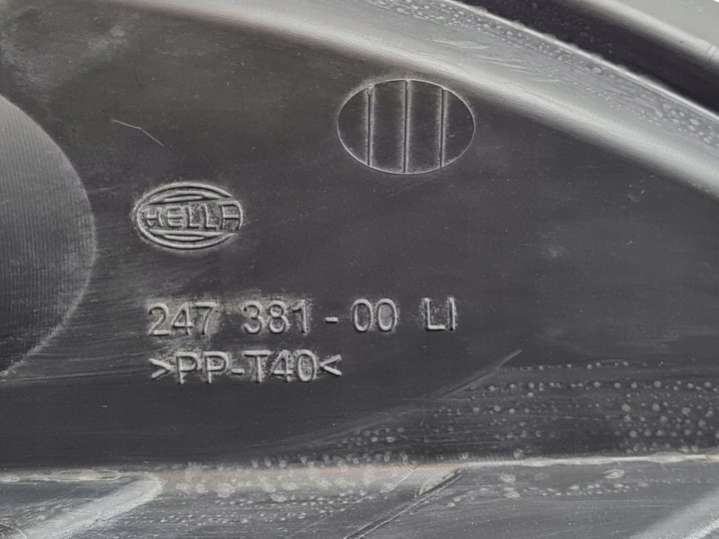 HELLA
247 381-00 LI
>PP-T40<